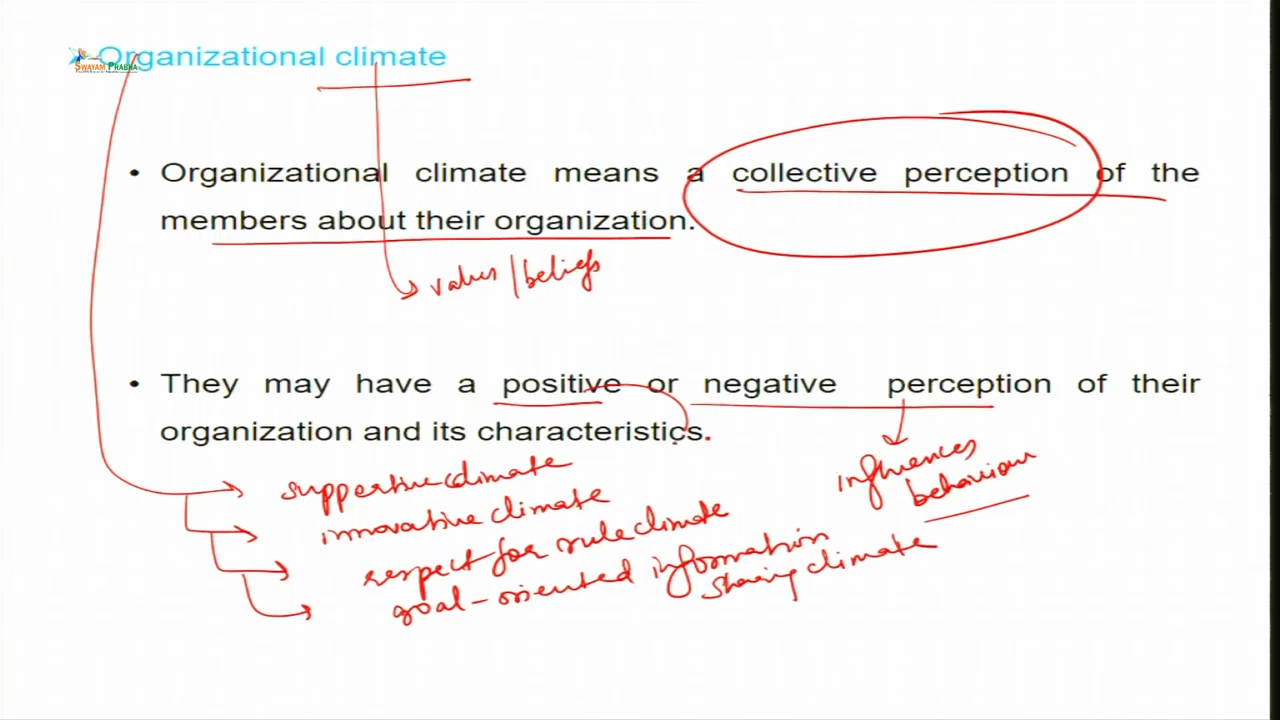 Organizational climate
SWAYAM PRABHA
• Organizational climate means a collective perception of the
members about their organization.
values/beliefs
• They may have a positive or negative perception of their
organization and its characteristics.
influences
behaviour
supportive climate
innovative climate
respect for rule climate
goal-oriented information
sharing climate